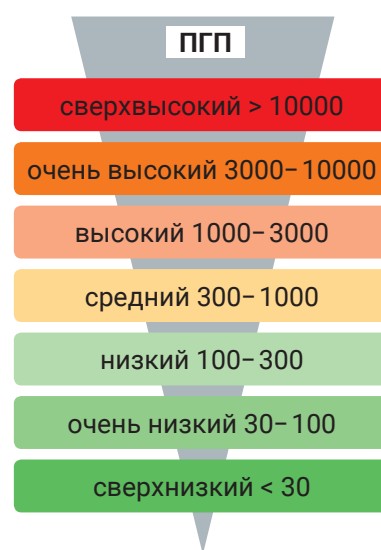 ПГП
сверхвысокий > 10000
очень высокий 3000–10000
высокий 1000–3000
средний 300–1000
низкий 100–300
очень низкий 30–100
сверхнизкий < 30